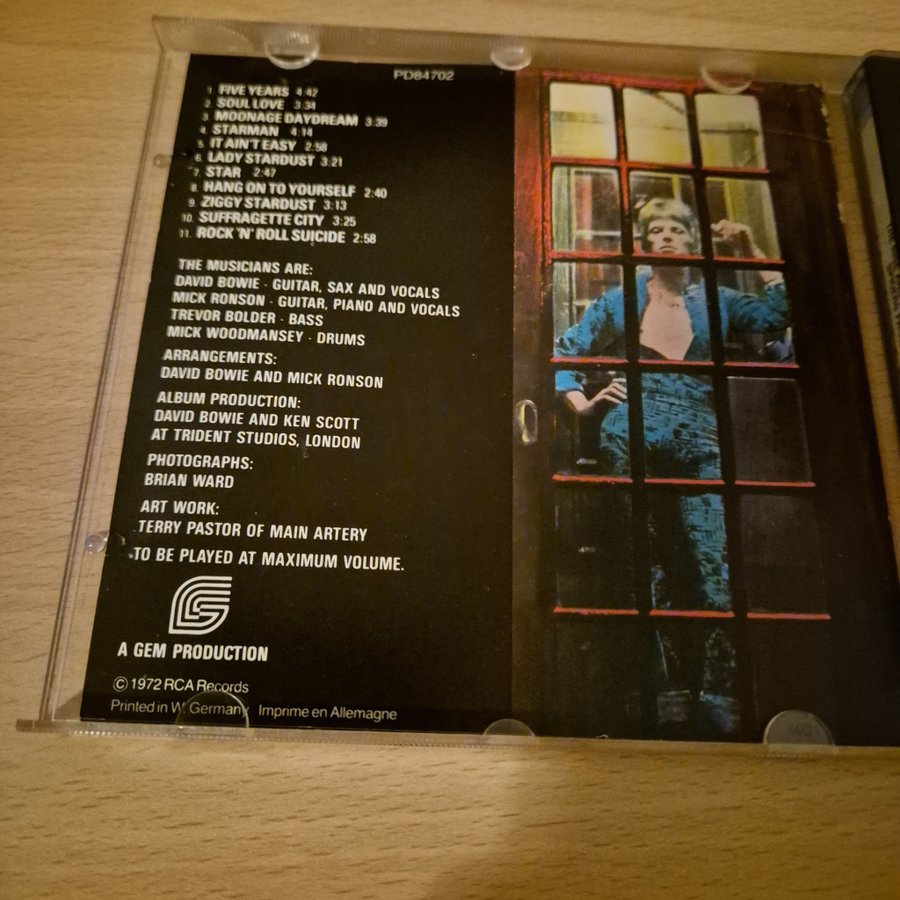 PD84702
1. FIVE YEARS 4:42
2. SOUL LOVE 3:34
3. MOONAGE DAYDREAM 3:39
4. STARMAN 4:14
5. IT AIN'T EASY 2:58
6. LADY STARDUST 3:21
7. STAR 2:47
8. HANG ON TO YOURSELF 2:40
9. ZIGGY STARDUST 3:13
10. SUFFRAGETTE CITY 3:25
11. ROCK 'N' ROLL SUICIDE 2:58
THE MUSICIANS ARE:
DAVID BOWIE · GUITAR, SAX AND VOCALS
MICK RONSON · GUITAR, PIANO AND VOCALS
TREVOR BOLDER · BASS
MICK WOODMANSEY · DRUMS
ARRANGEMENTS:
DAVID BOWIE AND MICK RONSON
ALBUM PRODUCTION:
DAVID BOWIE AND KEN SCOTT
AT TRIDENT STUDIOS, LONDON
PHOTOGRAPHS:
BRIAN WARD
ART WORK:
TERRY PASTOR OF MAIN ARTERY
TO BE PLAYED AT MAXIMUM VOLUME.
A GEM PRODUCTION
© 1972 RCA Records
Printed in W. Germany Imprime en Allemagne